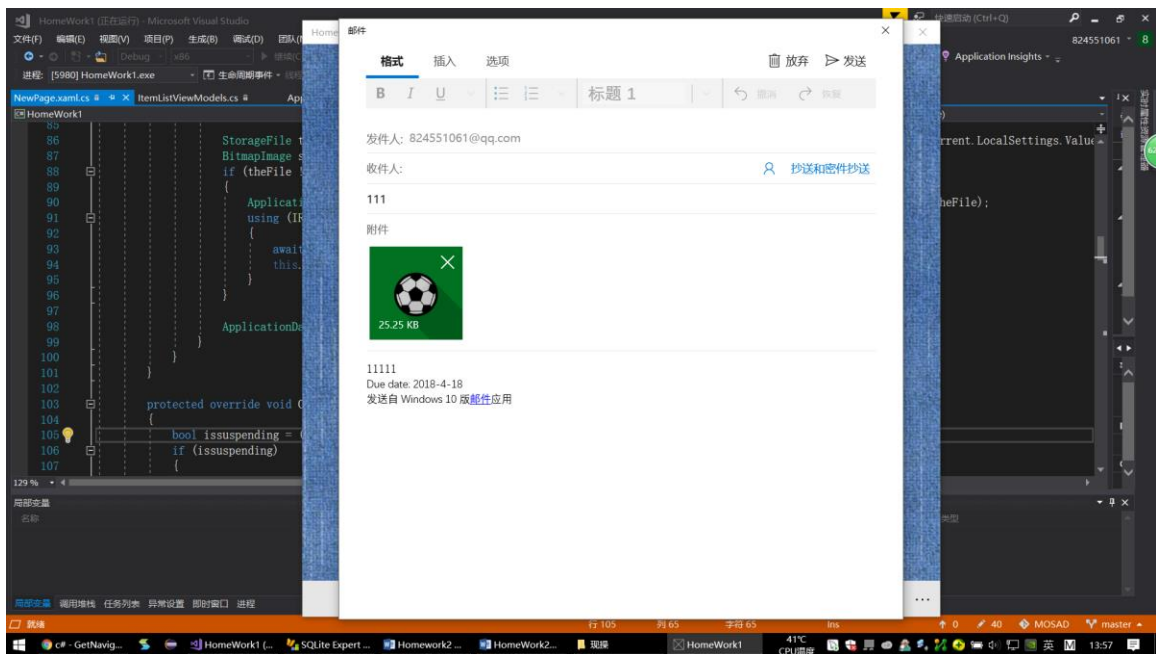 HomeWork1 (正在运行) - Microsoft Visual Studio
快速启动 (Ctrl+Q)
文件(F) 编辑(E) 视图(V) 项目(P) 生成(B) 调试(D) 团队(
824551061
8
Debug x86 继续(C
Application Insights
进程: [5980] HomeWork1.exe 生命周期事件
NewPage.xaml.cs ItemListViewModels.cs Ap
HomeWork1
85
86 StorageFile t
rrent.LocalSettings.Value
87 BitmapImage s
88 if (theFile !
89 {
90 Applicati
heFile);
91 using (IR
92 {
93 await
94 this.
95 }
96 }
97
98 ApplicationDa
99 }
100 }
101 }
102
103 protected override void O
104 {
105 bool issuspending = (
106 if (issuspending)
107 {
129 %
局部变量
名称
类型
局部变量 调用堆栈 任务列表 异常设置 即时窗口 进程
Home
邮件
格式 插入 选项 放弃 发送
B I U 标题 1 撤消 恢复
发件人: 824551061@qq.com
收件人: 抄送和密件抄送
111
附件
25.25 KB
11111
Due date: 2018-4-18
发送自 Windows 10 版邮件应用
就绪 行 105 列 65 字符 65 Ins 0 40 MOSAD master
c# - GetNavig... HomeWork1 (... SQLite Expert ... Homework2 ... HomeWork2... 现操 HomeWork1 41℃ CPU温度 英 M 13:57